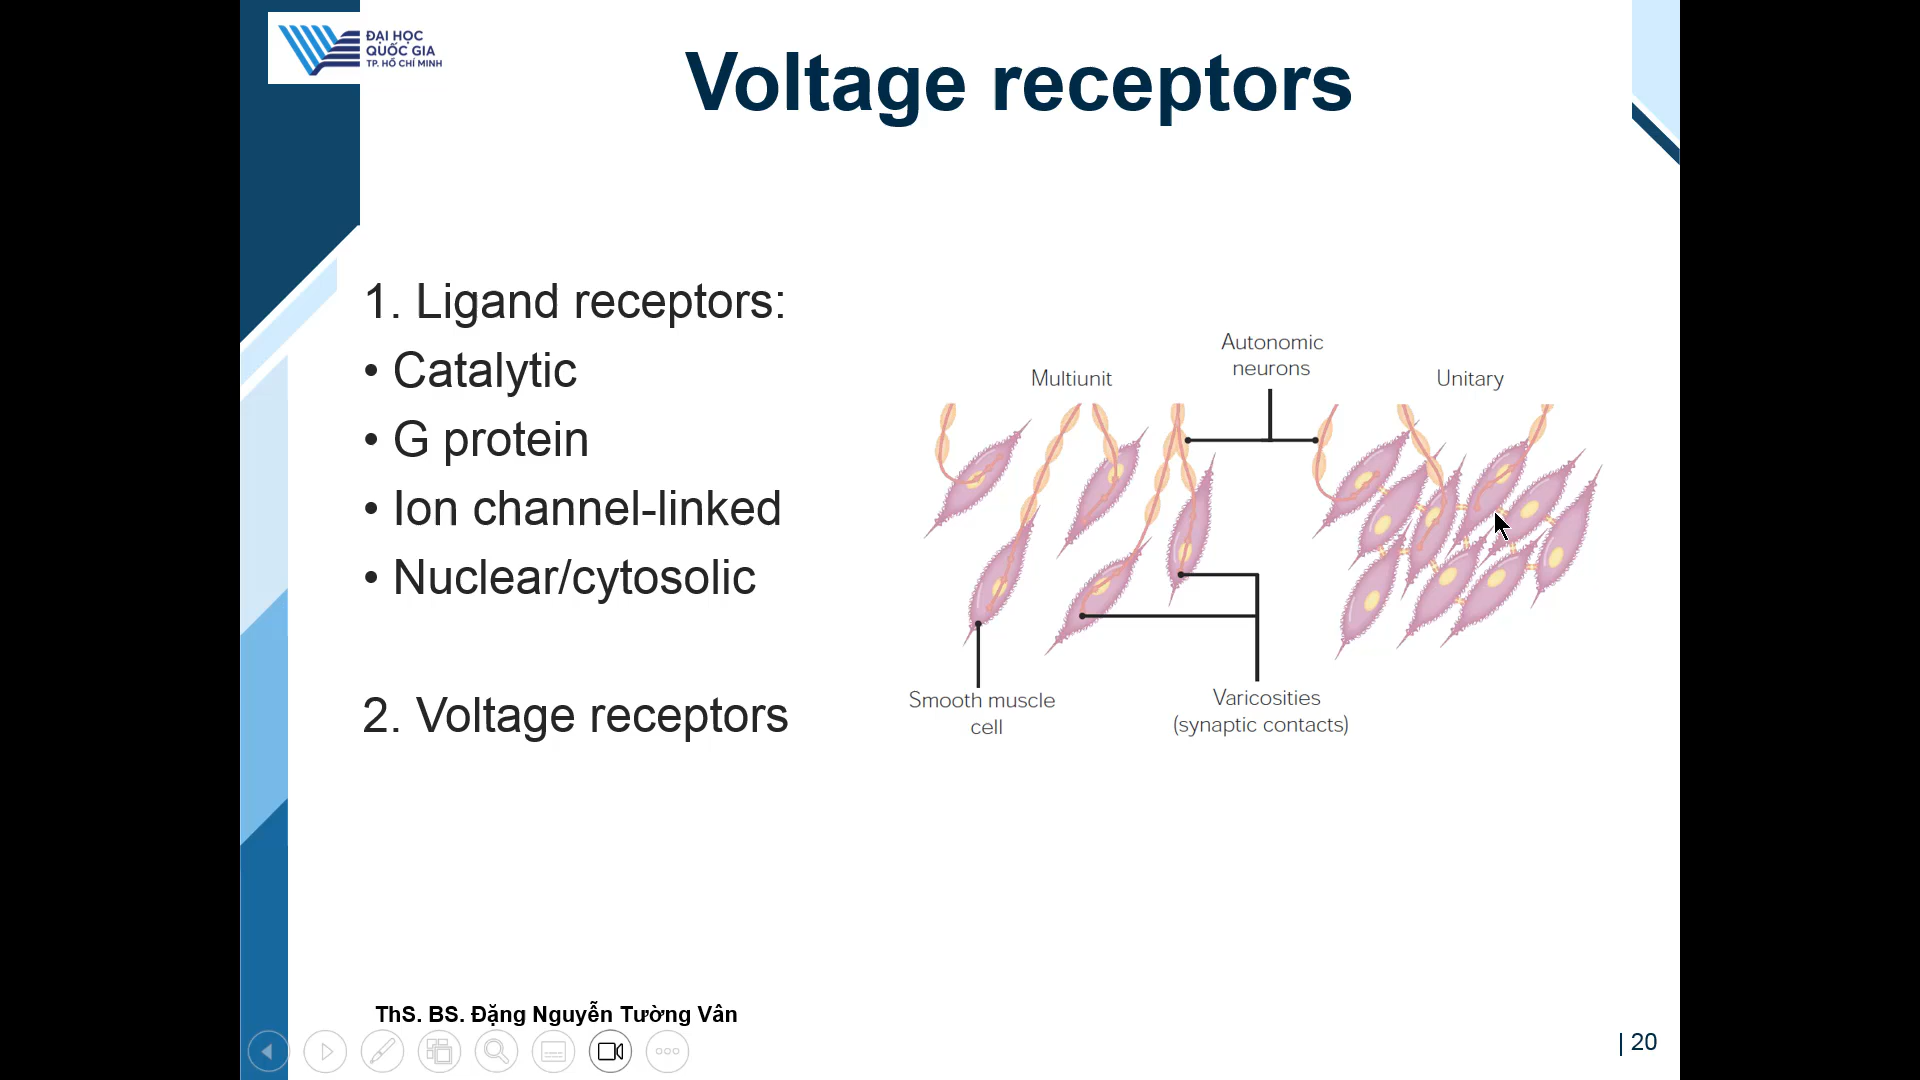 ĐẠI HỌC
QUỐC GIA
TP. HỒ CHÍ MINH
Voltage receptors
1. Ligand receptors:
• Catalytic
• G protein
• Ion channel-linked
• Nuclear/cytosolic
2. Voltage receptors
Autonomic
neurons
Multiunit
Unitary
Smooth muscle
cell
Varicosities
(synaptic contacts)
ThS. BS. Đặng Nguyễn Tường Vân
| 20